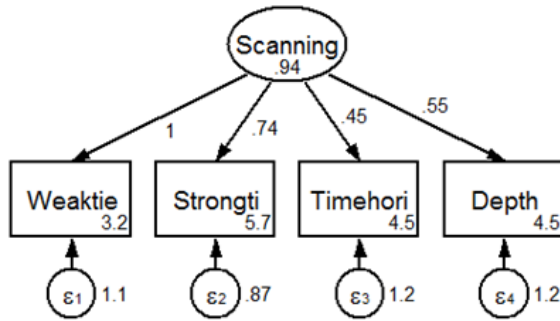 Scanning
.94
1 .74 .45 .55
Weaktie Strongti Timehori Depth
3.2 5.7 4.5 4.5
ε1 1.1 ε2 .87 ε3 1.2 ε4 1.2